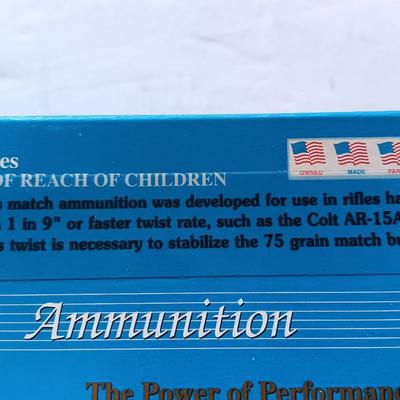 es
OF REACH OF CHILDREN
OWNED MADE PAR
s match ammunition was developed for use in rifles ha
1 in 9" or faster twist rate, such as the Colt AR-15A
s twist is necessary to stabilize the 75 grain match bu
Ammunition
The Power of Performanc